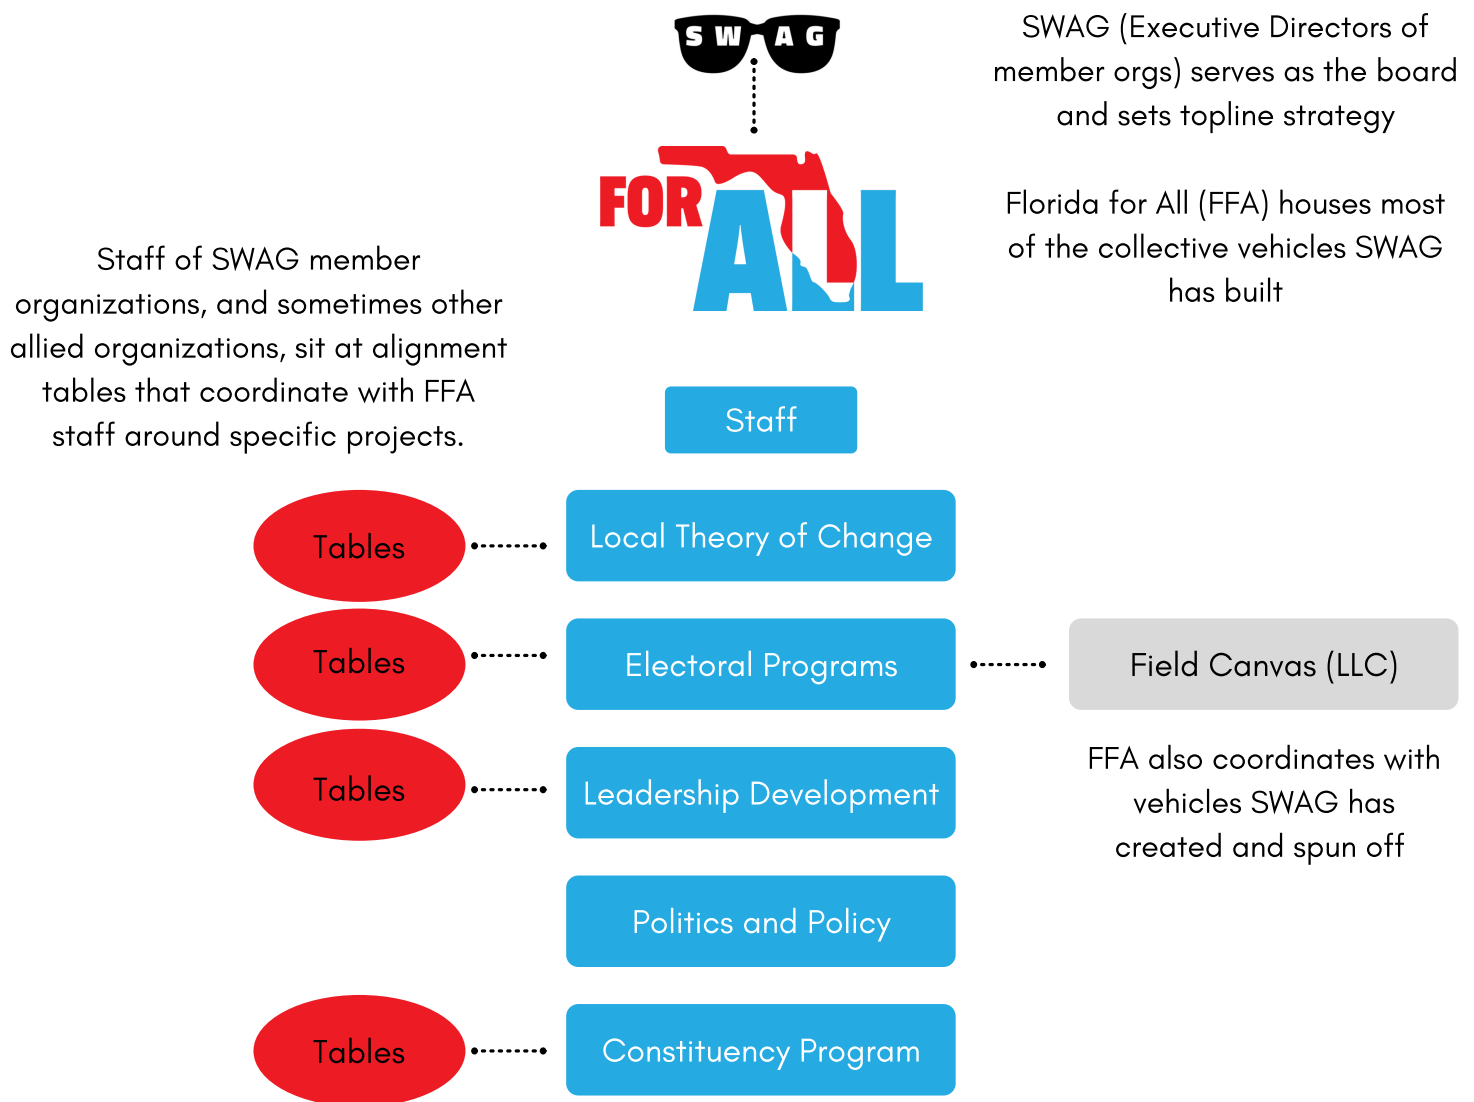 SWAG
SWAG (Executive Directors of
member orgs) serves as the board
and sets topline strategy
FOR ALL
Florida for All (FFA) houses most
of the collective vehicles SWAG
has built
Staff of SWAG member
organizations, and sometimes other
allied organizations, sit at alignment
tables that coordinate with FFA
staff around specific projects.
Staff
Tables
Local Theory of Change
Tables
Electoral Programs
Field Canvas (LLC)
FFA also coordinates with
vehicles SWAG has
created and spun off
Tables
Leadership Development
Politics and Policy
Tables
Constituency Program